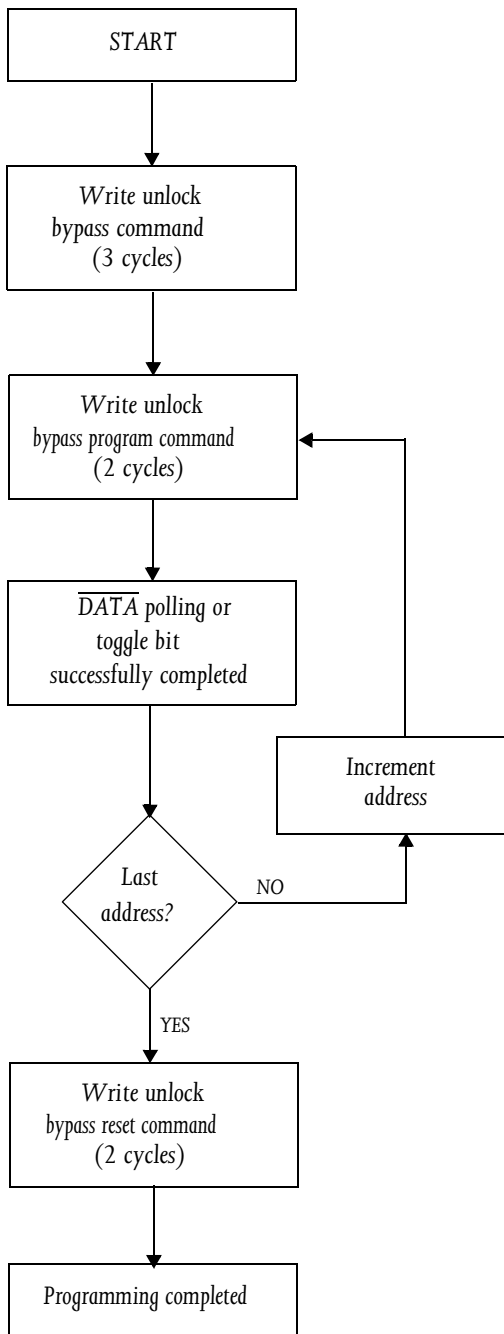 START
Write unlock
bypass command
(3 cycles)
Write unlock
bypass program command
(2 cycles)
D̅A̅T̅A̅ polling or
toggle bit
successfully completed
Increment
address
Last
address?
NO
YES
Write unlock
bypass reset command
(2 cycles)
Programming completed